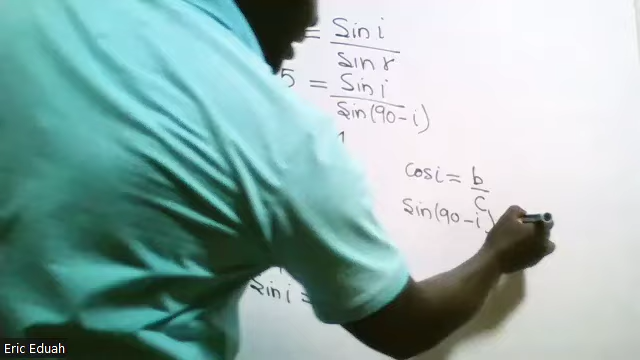 = Sin i
Sin r
5 = Sin i
Sin(90-i)
1
Cos i = b
C
Sin(90-i)
Sin i =
Eric Eduah